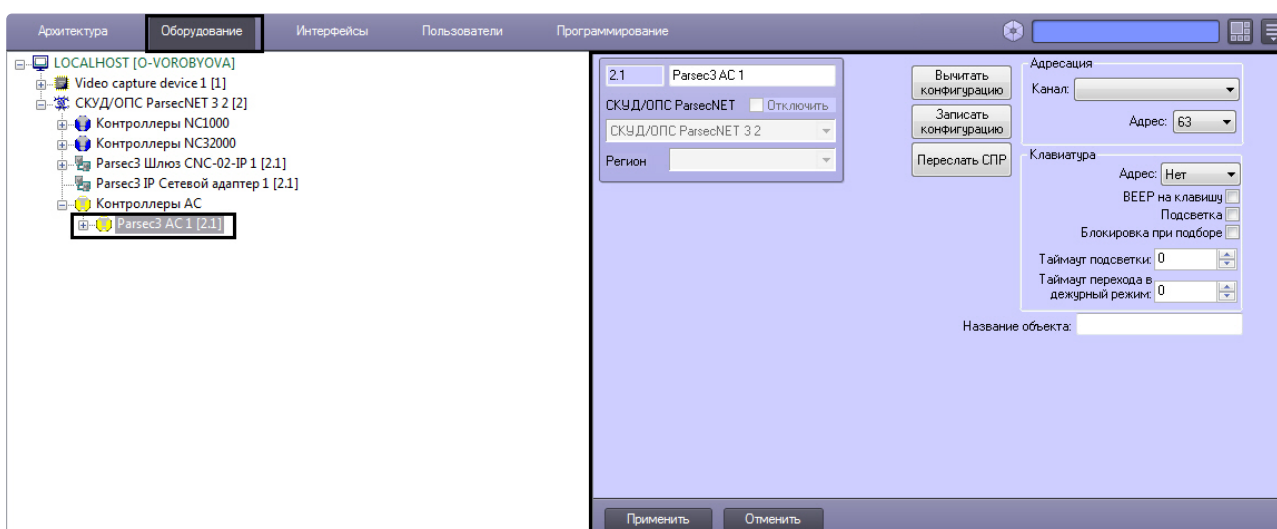 Архитектура Оборудование Интерфейсы Пользователи Программирование
LOCALHOST [O-VOROBYOVA]
Video capture device 1 [1]
СКУД/ОПС ParsecNET 3 2 [2]
Контроллеры NC1000
Контроллеры NC32000
Parsec3 Шлюз CNC-02-IP 1 [2.1]
Parsec3 IP Сетевой адаптер 1 [2.1]
Контроллеры AC
Parsec3 AC 1 [2.1]
2.1 Parsec3 AC 1
СКУД/ОПС ParsecNET Отключить
СКУД/ОПС ParsecNET 3 2
Регион
Вычитать
конфигурацию
Записать
конфигурацию
Переслать СПР
Адресация
Канал:
Адрес: 63
Клавиатура
Адрес: Нет
BEEP на клавишу
Подсветка
Блокировка при подборе
Таймаут подсветки: 0
Таймаут перехода в
дежурный режим: 0
Название объекта:
Применить Отменить